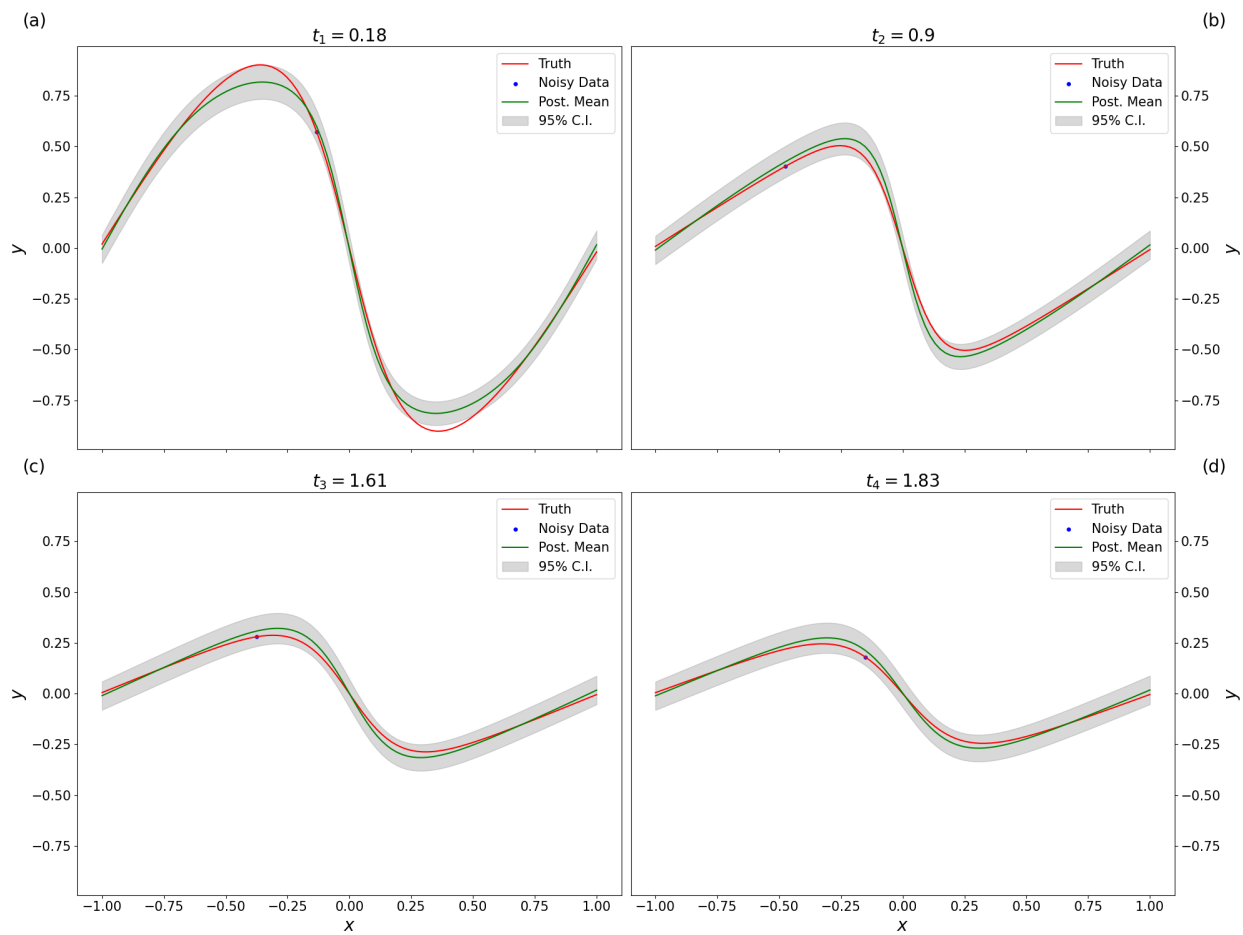 (a)
(b)
t₁ = 0.18
t₂ = 0.9
Truth
Noisy Data
Post. Mean
95% C.I.
0.75
0.50
0.25
0.00
−0.25
−0.50
−0.75
y
Truth
Noisy Data
Post. Mean
95% C.I.
0.75
0.50
0.25
0.00
−0.25
−0.50
−0.75
y
(c)
(d)
t₃ = 1.61
t₄ = 1.83
Truth
Noisy Data
Post. Mean
95% C.I.
0.75
0.50
0.25
0.00
−0.25
−0.50
−0.75
y
Truth
Noisy Data
Post. Mean
95% C.I.
0.75
0.50
0.25
0.00
−0.25
−0.50
−0.75
y
−1.00 −0.75 −0.50 −0.25 0.00 0.25 0.50 0.75 1.00
x
−1.00 −0.75 −0.50 −0.25 0.00 0.25 0.50 0.75 1.00
x